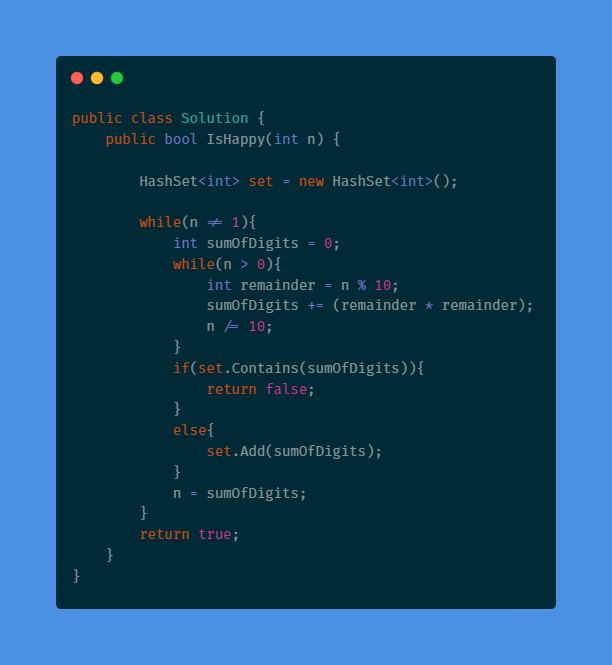 public class Solution {
    public bool IsHappy(int n) {

        HashSet<int> set = new HashSet<int>();

        while(n != 1){
            int sumOfDigits = 0;
            while(n > 0){
                int remainder = n % 10;
                sumOfDigits += (remainder * remainder);
                n /= 10;
            }
            if(set.Contains(sumOfDigits)){
                return false;
            }
            else{
                set.Add(sumOfDigits);
            }
            n = sumOfDigits;
        }
        return true;
    }
}